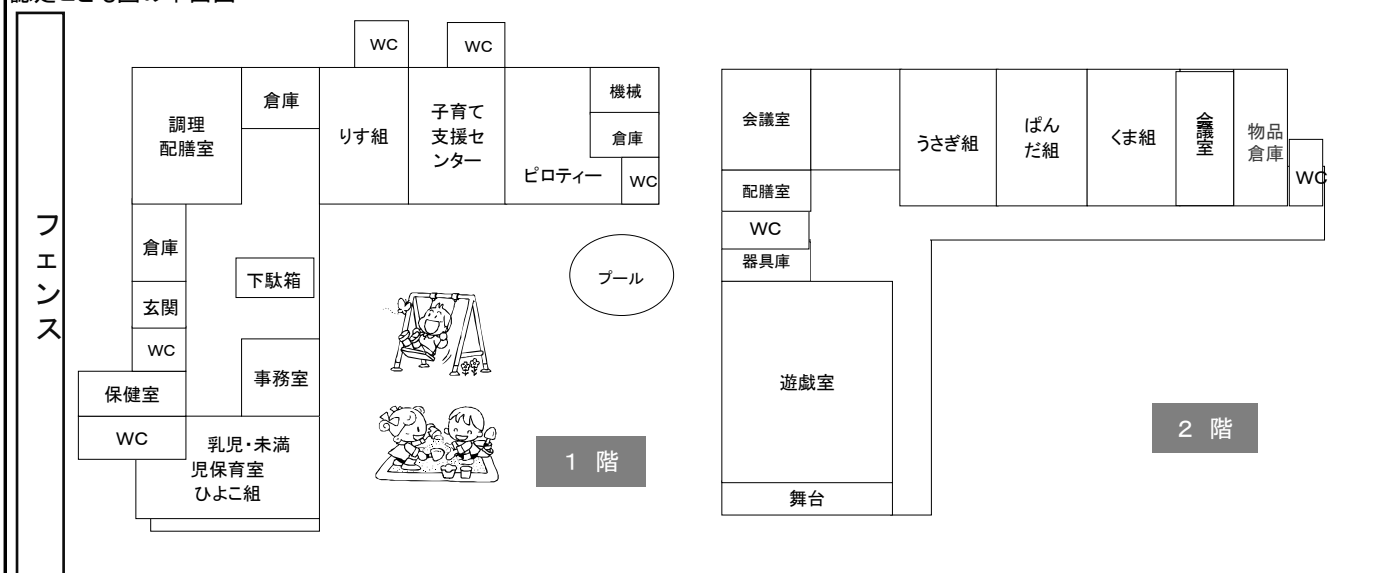 フェンス
WC
WC
調理
配膳室
倉庫
りす組
子育て
支援セ
ンター
ピロティー
機械
倉庫
WC
倉庫
玄関
WC
保健室
WC
下駄箱
事務室
乳児・未満
児保育室
ひよこ組
プール
1 階
会議室
配膳室
WC
器具庫
遊戯室
舞台
うさぎ組
ぱん
だ組
くま組
会議室
物品
倉庫
WC
2 階